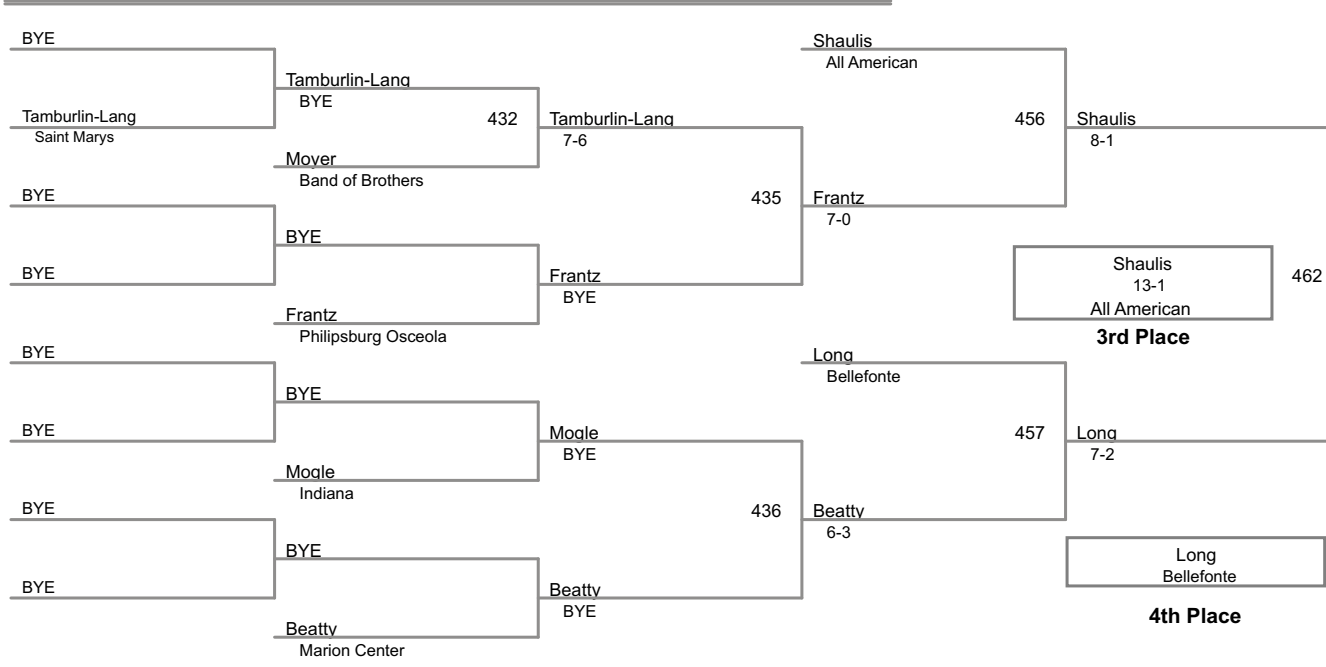 BYE
Shaulis
All American
Tamburlin-Lang
BYE
Tamburlin-Lang
Saint Marys
432
Tamburlin-Lang
7-6
456
Shaulis
8-1
Moyer
Band of Brothers
BYE
435
Frantz
7-0
BYE
BYE
Frantz
BYE
Shaulis
13-1
All American
462
3rd Place
Frantz
Philipsburg Osceola
BYE
Long
Bellefonte
BYE
BYE
Mogle
BYE
457
Long
7-2
Mogle
Indiana
BYE
436
Beatty
6-3
BYE
Long
Bellefonte
BYE
Beatty
BYE
4th Place
Beatty
Marion Center